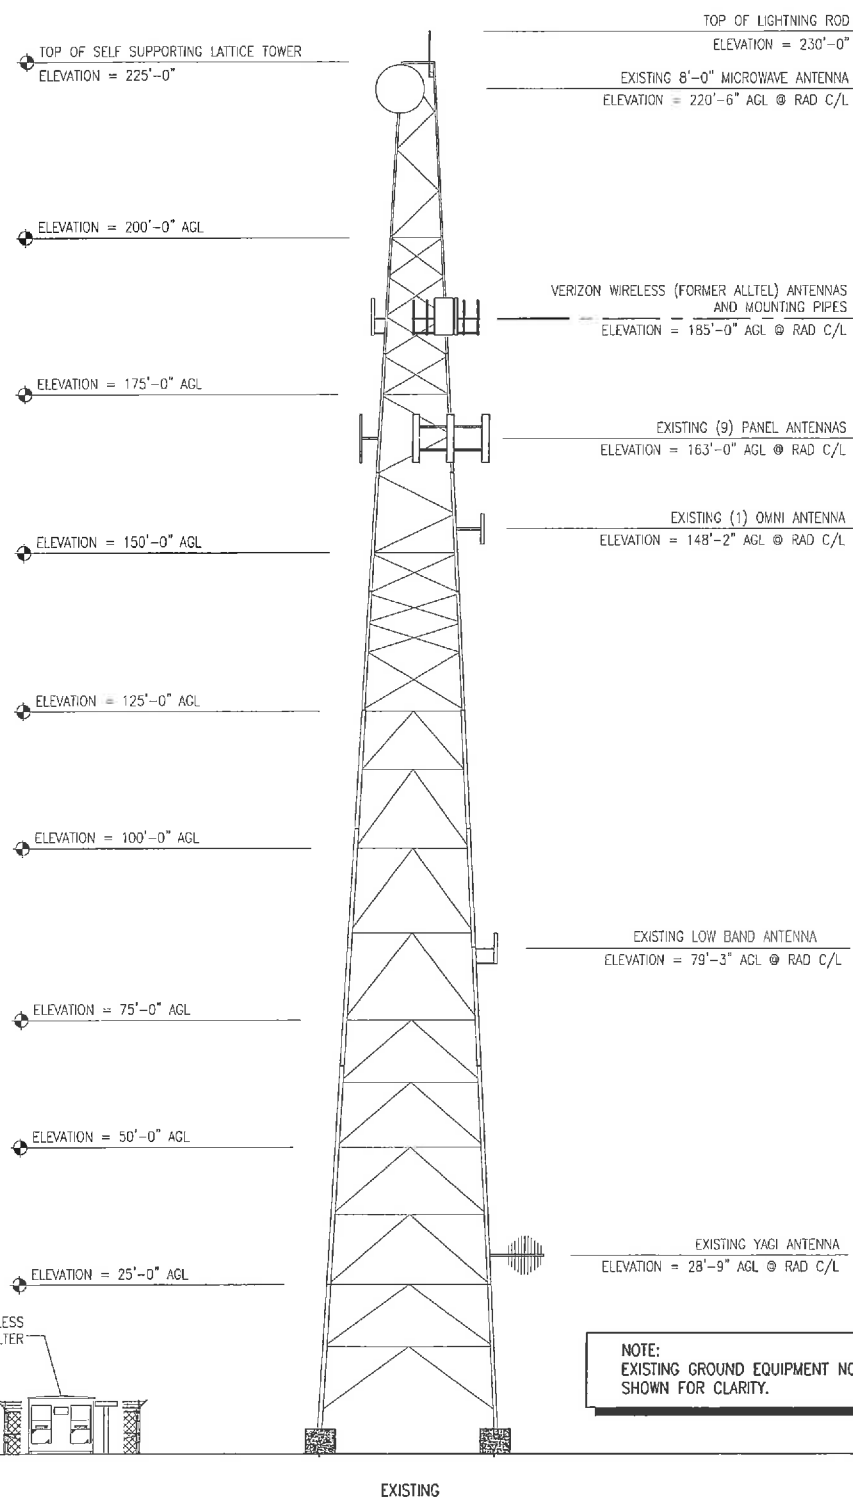 TOP OF LIGHTNING ROD
ELEVATION = 230'-0"
TOP OF SELF SUPPORTING LATTICE TOWER
ELEVATION = 225'-0"
EXISTING 8'-0" MICROWAVE ANTENNA
ELEVATION = 220'-6" AGL @ RAD C/L
ELEVATION = 200'-0" AGL
VERIZON WIRELESS (FORMER ALLTEL) ANTENNAS
AND MOUNTING PIPES
ELEVATION = 185'-0" AGL @ RAD C/L
ELEVATION = 175'-0" AGL
EXISTING (9) PANEL ANTENNAS
ELEVATION = 163'-0" AGL @ RAD C/L
EXISTING (1) OMNI ANTENNA
ELEVATION = 148'-2" AGL @ RAD C/L
ELEVATION = 150'-0" AGL
ELEVATION = 125'-0" AGL
ELEVATION = 100'-0" AGL
EXISTING LOW BAND ANTENNA
ELEVATION = 79'-3" AGL @ RAD C/L
ELEVATION = 75'-0" AGL
ELEVATION = 50'-0" AGL
EXISTING YAGI ANTENNA
ELEVATION = 28'-9" AGL @ RAD C/L
ELEVATION = 25'-0" AGL
LESS
LTER
NOTE:
EXISTING GROUND EQUIPMENT NO
SHOWN FOR CLARITY.
EXISTING